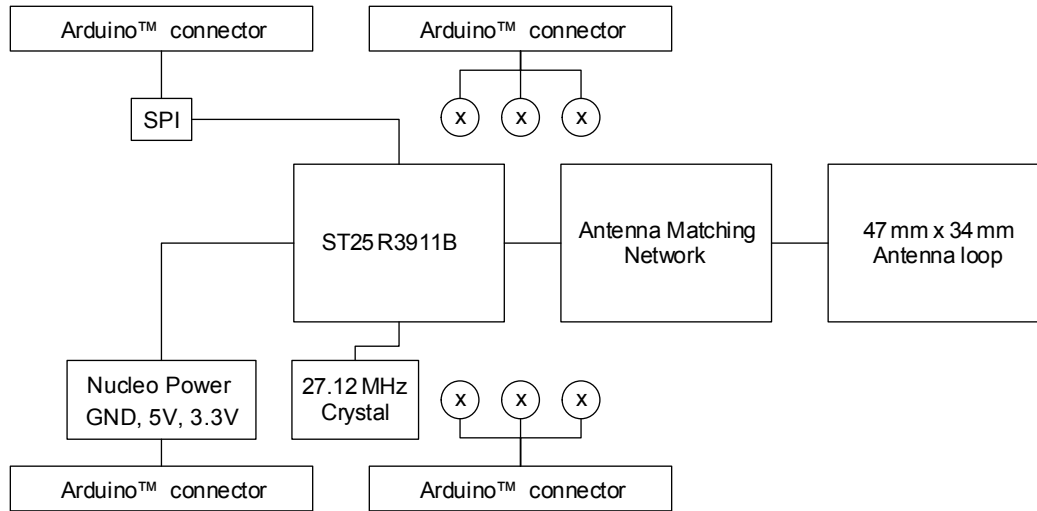 Arduino™ connector
Arduino™ connector
SPI
X X X
ST25R3911B
Antenna Matching
Network
47 mm x 34 mm
Antenna loop
Nucleo Power
GND, 5V, 3.3V
27.12 MHz
Crystal
X X X
Arduino™ connector
Arduino™ connector